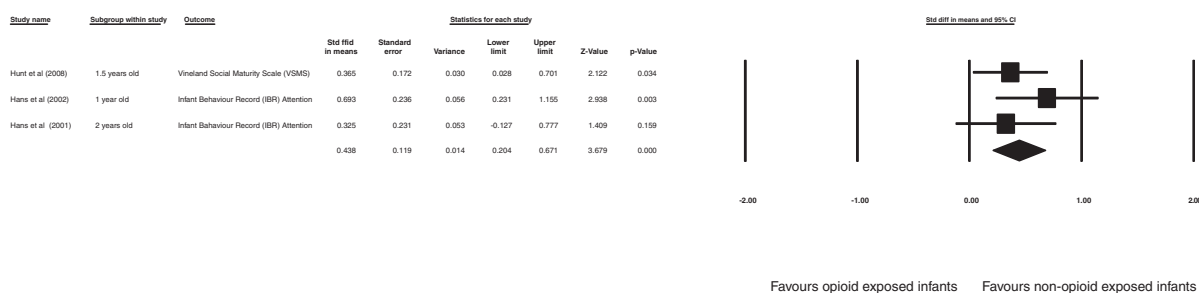 Study name Subgroup within study Outcome Statistics for each study Std diff in means and 95% CI
Std ffid in means Standard error Variance Lower limit Upper limit Z-Value p-Value
Hunt et al (2008) 1.5 years old Vineland Social Maturity Scale (VSMS) 0.365 0.172 0.030 0.028 0.701 2.122 0.034
Hans et al (2002) 1 year old Infant Behaviour Record (IBR) Attention 0.693 0.236 0.056 0.231 1.155 2.938 0.003
Hans et al (2001) 2 years old Infant Bahaviour Record (IBR) Attention 0.325 0.231 0.053 -0.127 0.777 1.409 0.159
0.438 0.119 0.014 0.204 0.671 3.679 0.000
-2.00 -1.00 0.00 1.00 2.0
Favours opioid exposed infants Favours non-opioid exposed infants